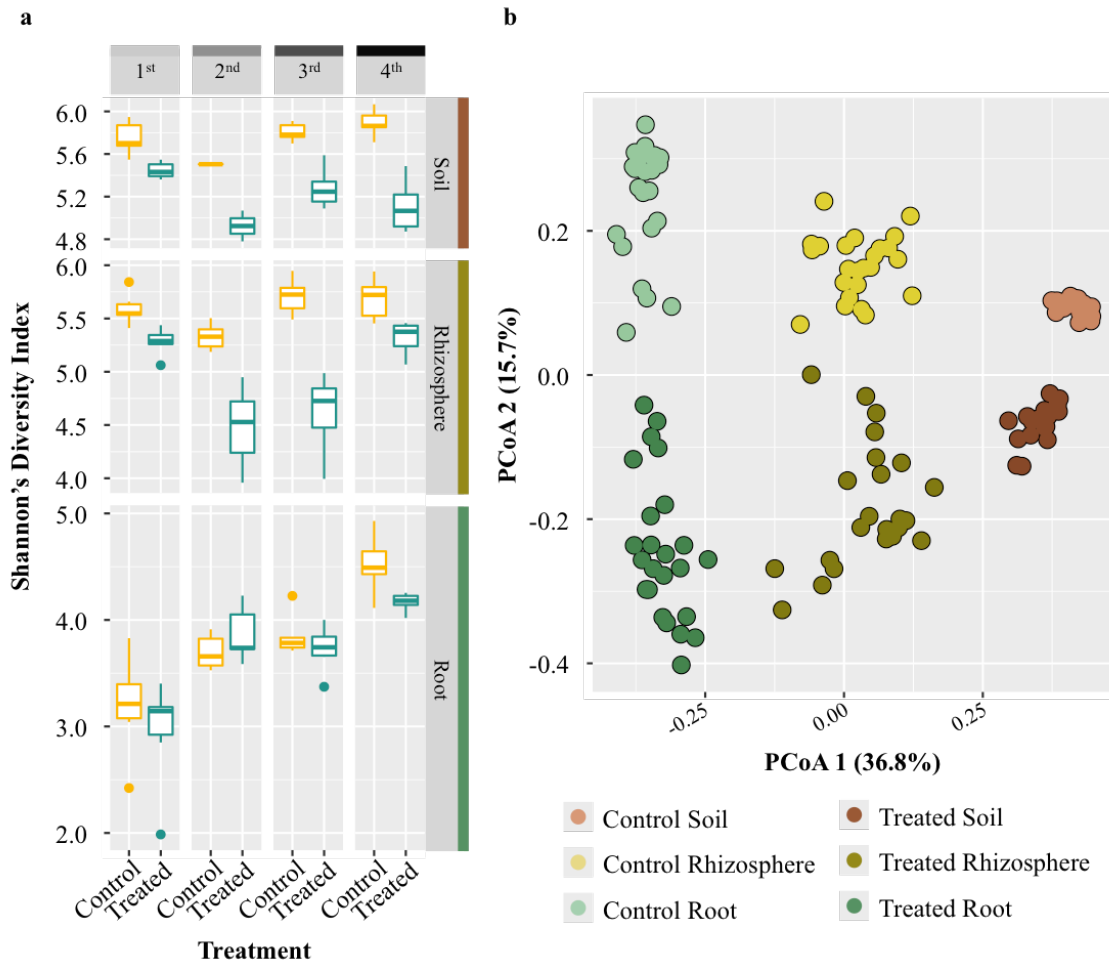 a
1st 2nd 3rd 4th
Shannon's Diversity Index
6.0
5.6
5.2
4.8
Soil
6.0
5.5
5.0
4.5
4.0
Rhizosphere
5.0
4.0
3.0
2.0
Root
Control Treated Control Treated Control Treated Control Treated
Treatment
b
PCoA 2 (15.7%)
0.2
0.0
-0.2
-0.4
-0.25 0.00 0.25
PCoA 1 (36.8%)
Control Soil Treated Soil
Control Rhizosphere Treated Rhizosphere
Control Root Treated Root